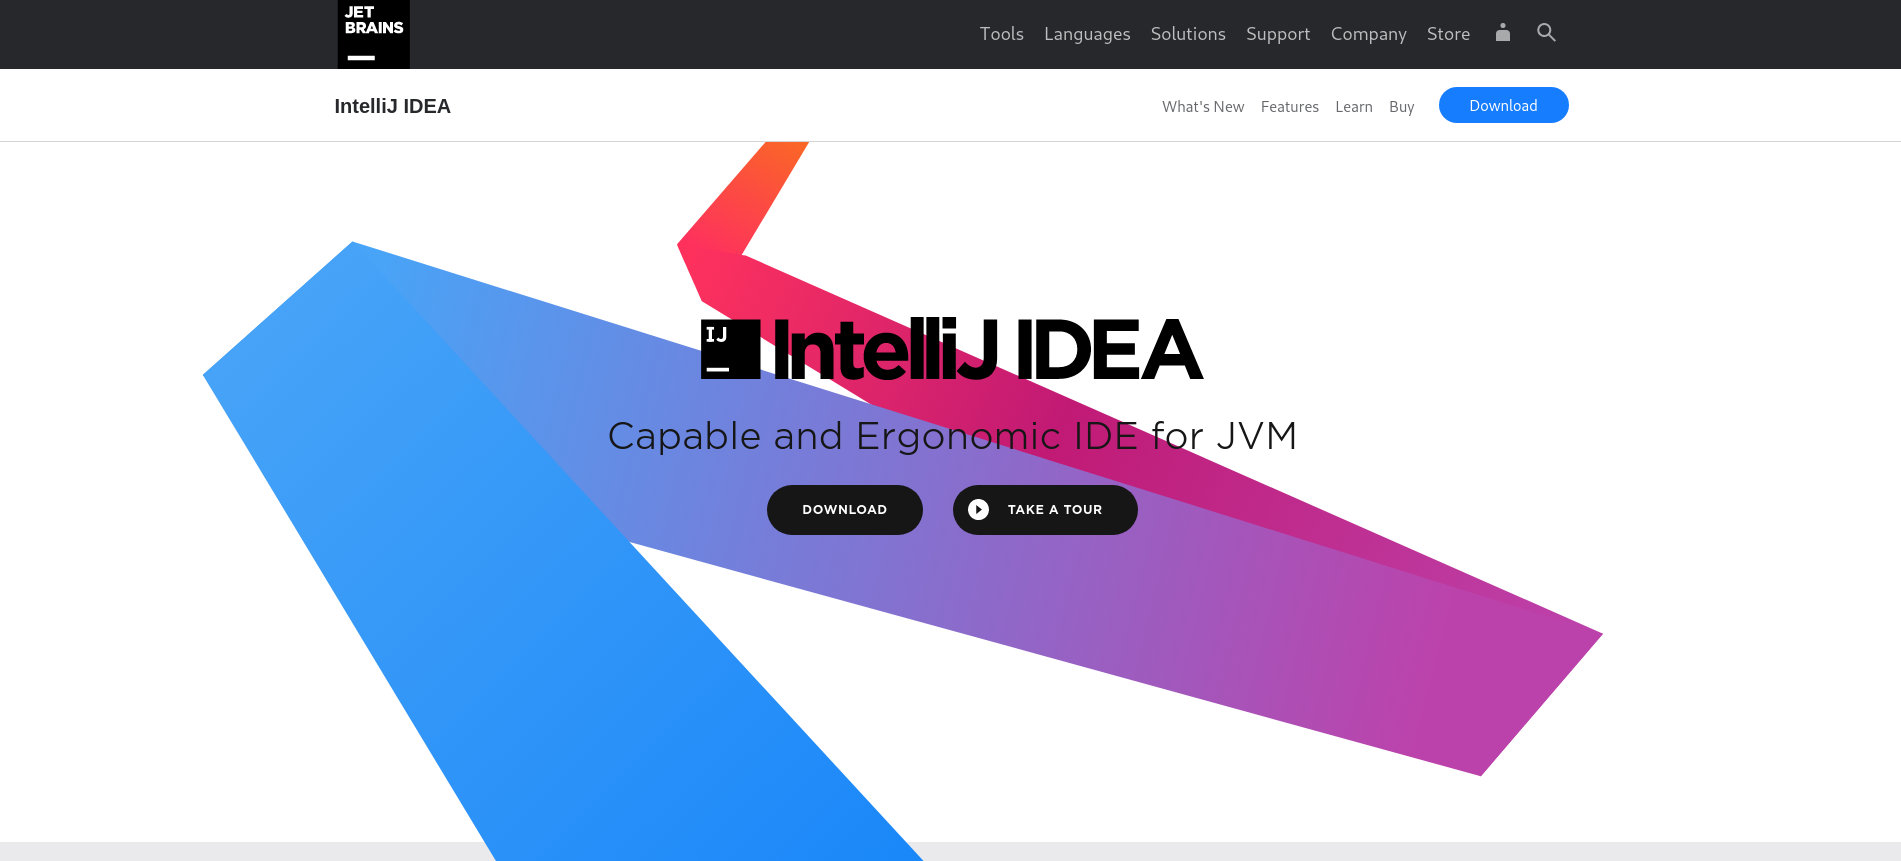 JET
BRAINS
Tools Languages Solutions Support Company Store
IntelliJ IDEA
What's New Features Learn Buy Download
IJ IntelliJ IDEA
Capable and Ergonomic IDE for JVM
DOWNLOAD TAKE A TOUR